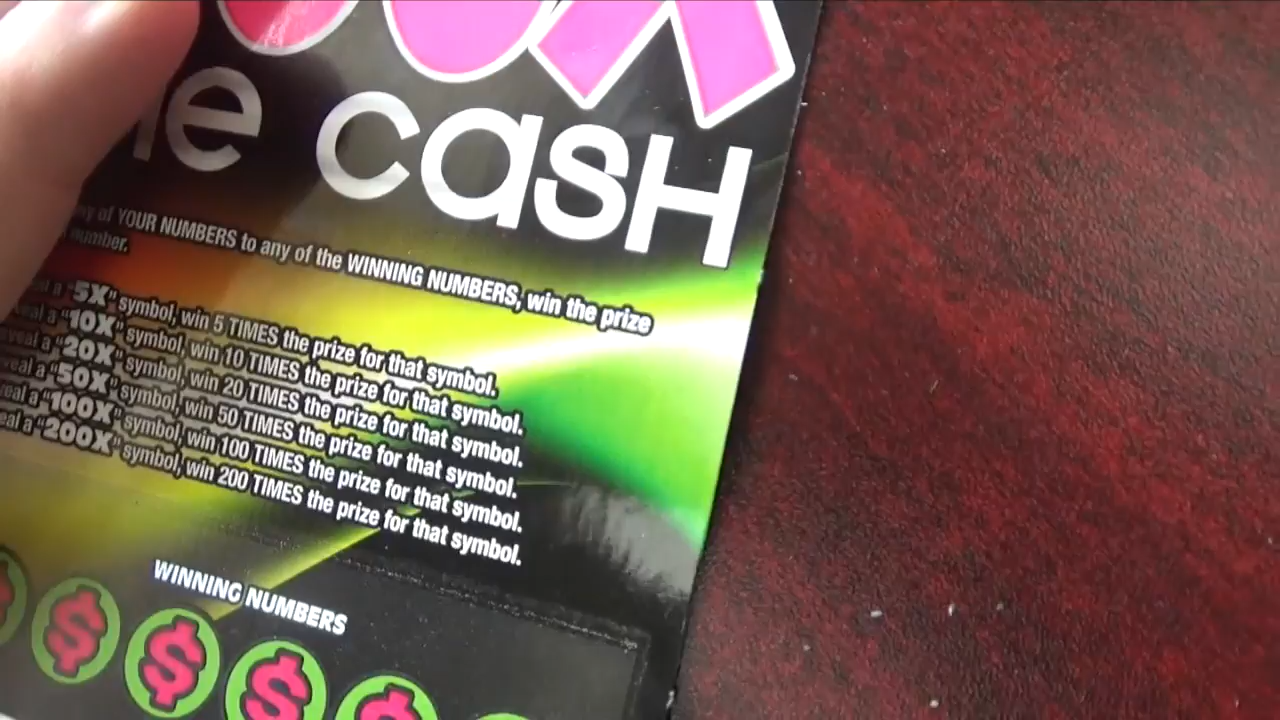 cash
of YOUR NUMBERS to any of the WINNING NUMBERS, win the prize
number.
a "5X" symbol, win 5 TIMES the prize for that symbol.
a "10X" symbol, win 10 TIMES the prize for that symbol.
a "20X" symbol, win 20 TIMES the prize for that symbol.
a "50X" symbol, win 50 TIMES the prize for that symbol.
a "100X" symbol, win 100 TIMES the prize for that symbol.
a "200X" symbol, win 200 TIMES the prize for that symbol.
WINNING NUMBERS
$ $ $ $